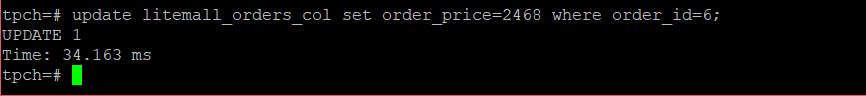 tpch=# update litemall_orders_col set order_price=2468 where order_id=6;
UPDATE 1
Time: 34.163 ms
tpch=#